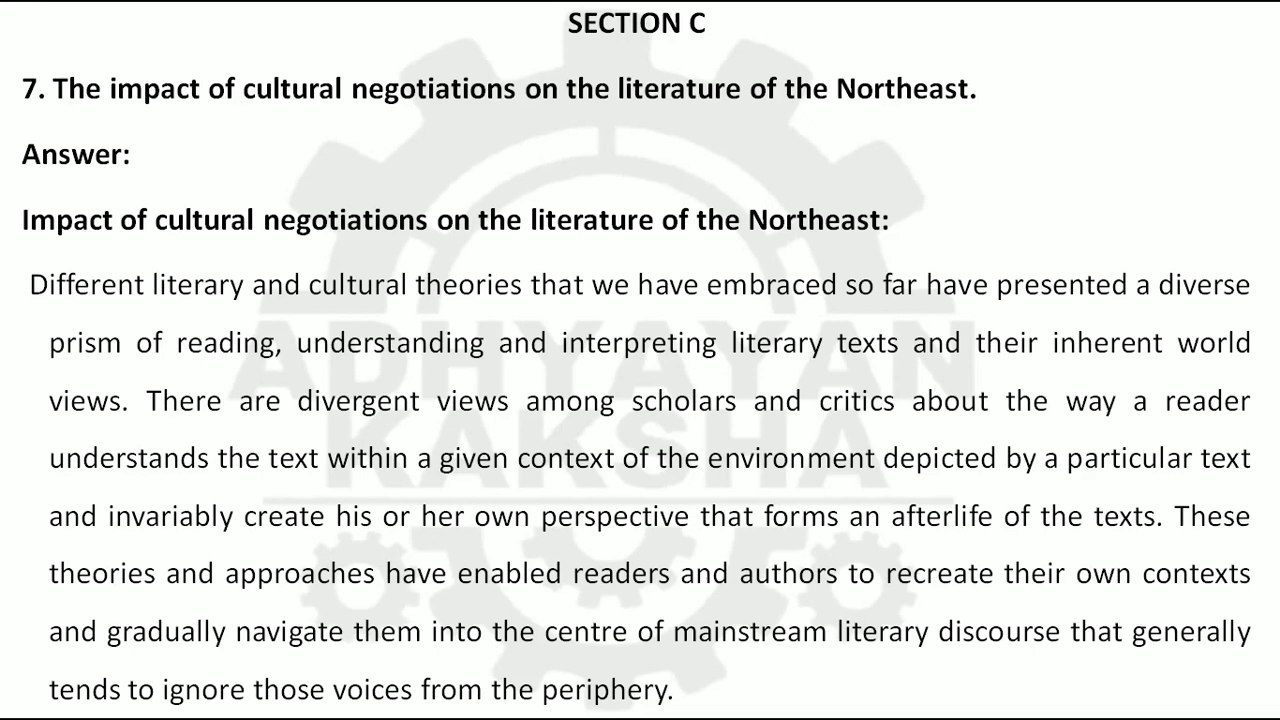 SECTION C
7. The impact of cultural negotiations on the literature of the Northeast.
Answer:
Impact of cultural negotiations on the literature of the Northeast:
Different literary and cultural theories that we have embraced so far have presented a diverse
prism of reading, understanding and interpreting literary texts and their inherent world
views. There are divergent views among scholars and critics about the way a reader
understands the text within a given context of the environment depicted by a particular text
and invariably create his or her own perspective that forms an afterlife of the texts. These
theories and approaches have enabled readers and authors to recreate their own contexts
and gradually navigate them into the centre of mainstream literary discourse that generally
tends to ignore those voices from the periphery.
ADHYAYAN
KAKSHA